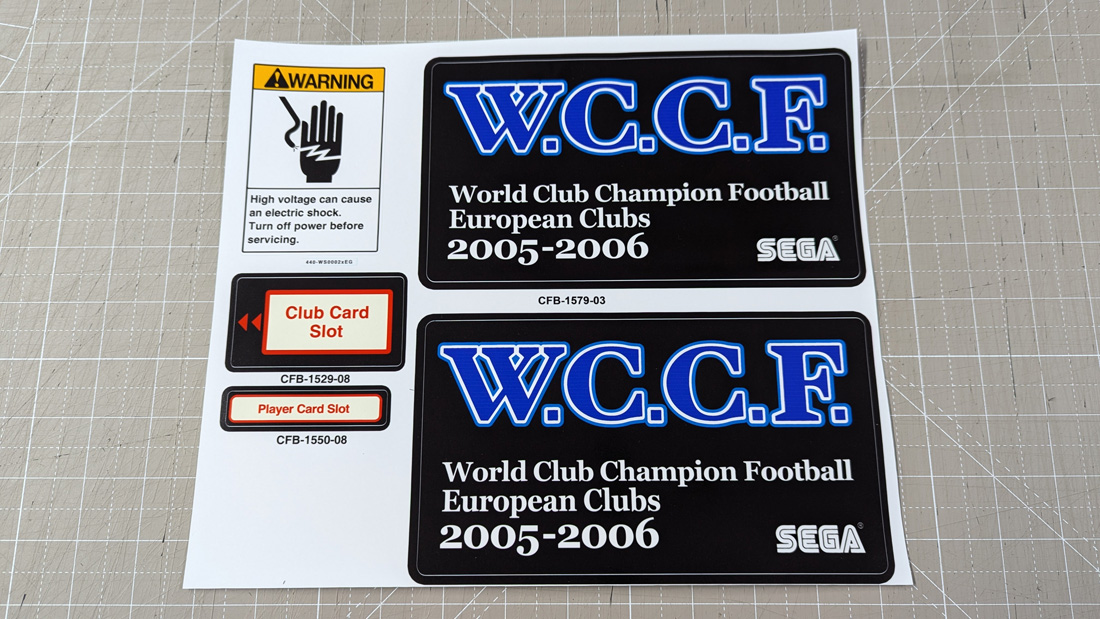 WARNING
High voltage can cause
an electric shock.
Turn off power before
servicing.
440-WS0002xEG
Club Card
Slot
CFB-1529-08
Player Card Slot
CFB-1550-08
W.C.C.F.
World Club Champion Football
European Clubs
2005-2006
SEGA®
CFB-1579-03
W.C.C.F.
World Club Champion Football
European Clubs
2005-2006
SEGA®